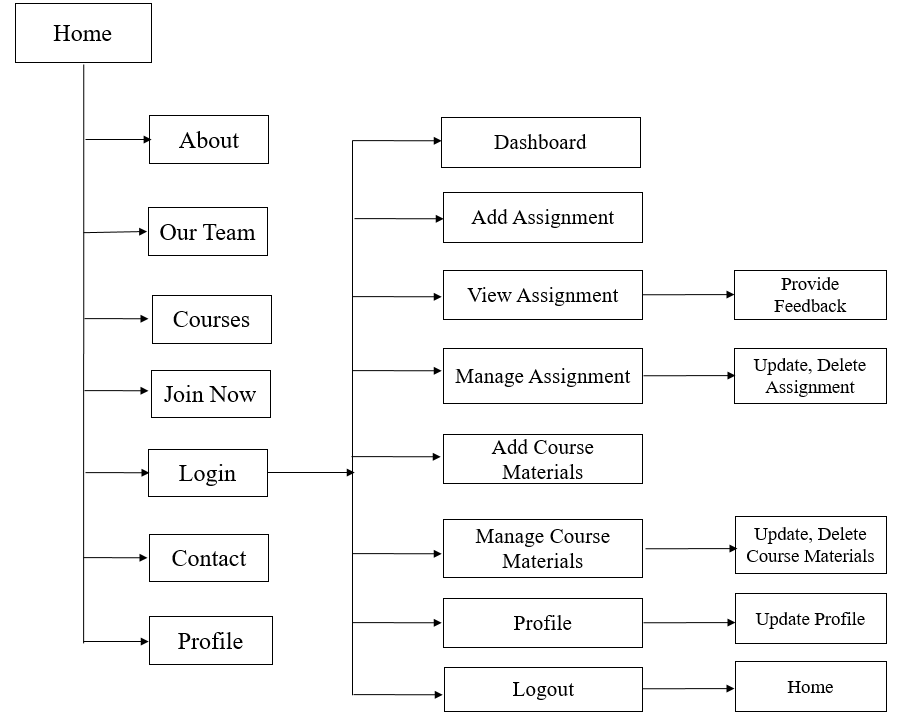 Home
About
Our Team
Courses
Join Now
Login
Contact
Profile
Dashboard
Add Assignment
View Assignment
Manage Assignment
Add Course
Materials
Manage Course
Materials
Profile
Logout
Provide
Feedback
Update, Delete
Assignment
Update, Delete
Course Materials
Update Profile
Home